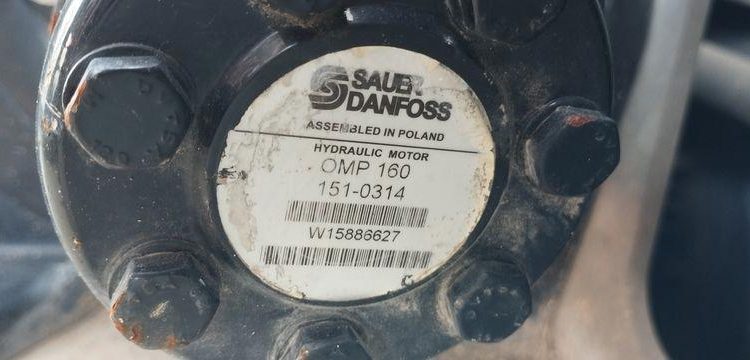 SAUER
DANFOSS
ASSEMBLED IN POLAND
HYDRAULIC MOTOR
OMP 160
151-0314
W15886627